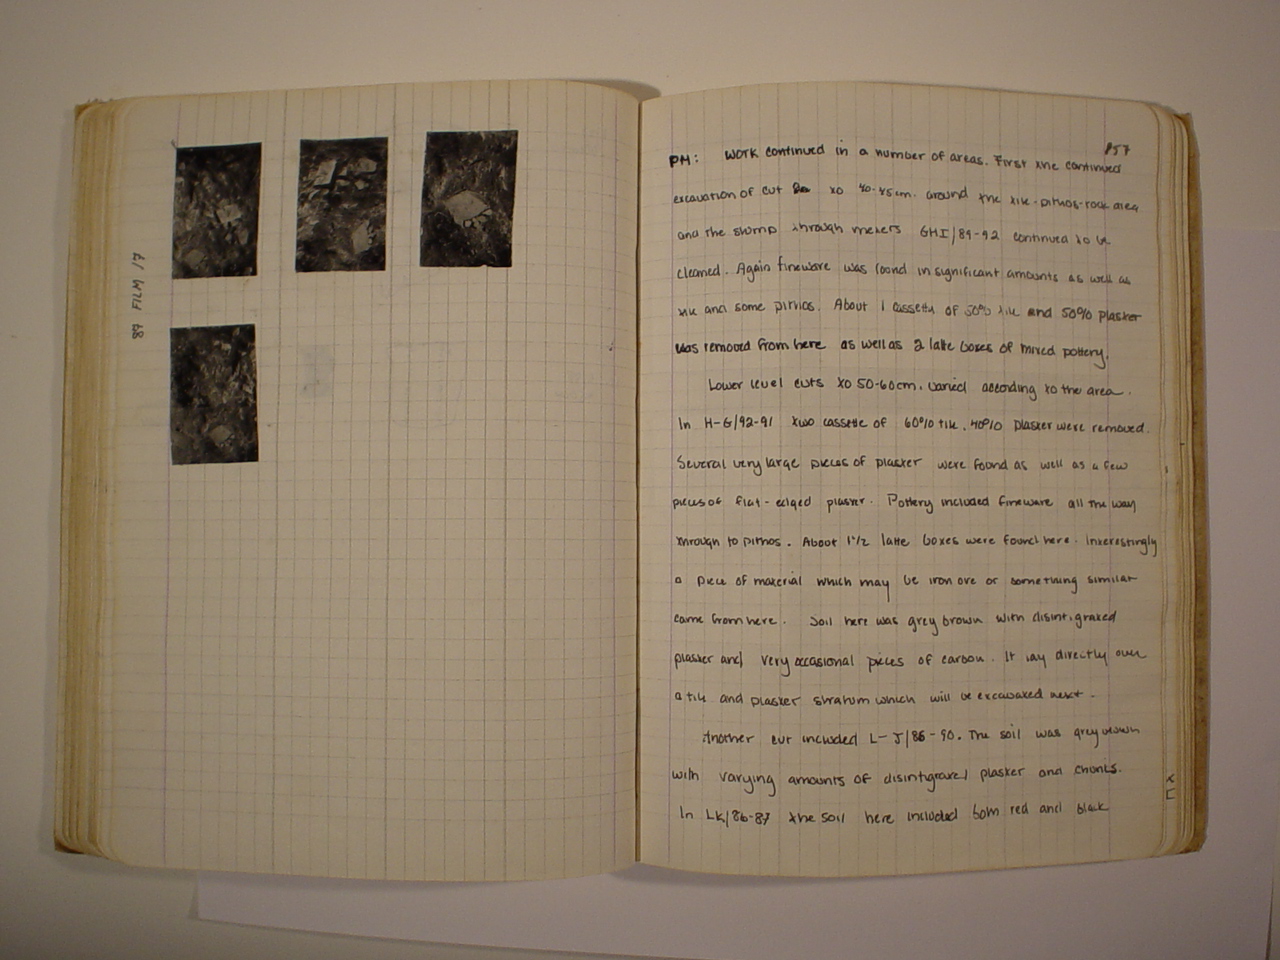 89 FILM 17
P57
PM: Work continued in a number of areas. First the continued
excavation of cut to 40-45cm. around the tile-pithos-rock area
and the slump through meters GHI/89-92 continued to be
cleaned. Again fineware was found in significant amounts as well as
tile and some pithos. About 1 cassetta of 50% tile and 50% plaster
was removed from here as well as 2 latte boxes of mixed pottery.
Lower level cuts to 50-60cm. varied according to the area.
In H-G/92-91 two cassette of 60% tile. 40% plaster were removed.
Several very large pieces of plaster were found as well as a few
pieces of flat-edged plaster. Pottery included fineware all the way
through to pithos. About 1 1/2 latte boxes were found here. Interestingly
a piece of material which may be iron ore or something similar
came from here. Soil here was grey brown with disintigrated
plaster and very occasional pieces of carbon. It lay directly over
a tile and plaster stratum which will be excavated next.
Another cut included L-J/86-90. The soil was grey brown
with varying amounts of disintigrated plaster and chunks.
In LK/86-87 the soil here included both red and black